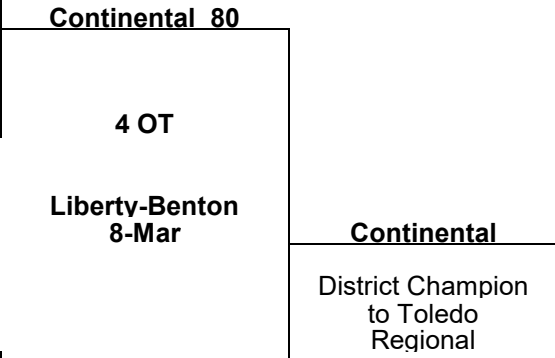 Continental 80
4 OT
Liberty-Benton
8-Mar
Continental
District Champion
to Toledo
Regional